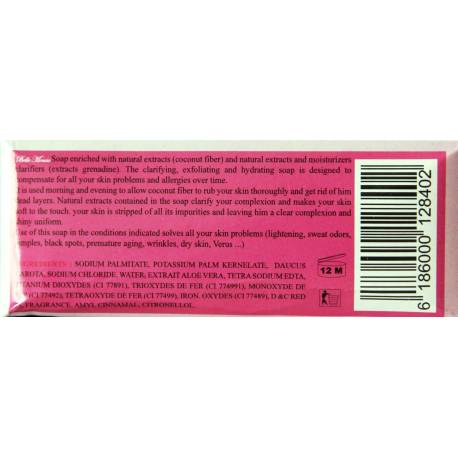 Soap enriched with natural extracts (coconut fiber) and natural extracts and moisturizers
clarifiers (extracts grenadine). The clarifying, exfoliating and hydrating soap is designed to
compensate for all your skin problems and allergies over time.
It is used morning and evening to allow coconut fiber to rub your skin thoroughly and get rid of him
dead layers. Natural extracts contained in the soap clarify your complexion and makes your skin
soft to the touch. your skin is stripped of all its impurities and leaving him a clear complexion and
shiny uniform.
Use of this soap in the conditions indicated solves all your skin problems (lightening, sweat odors,
pimples, black spots, premature aging, wrinkles, dry skin, Verus ...)
INGREDIENTS : SODIUM PALMITATE, POTASSIUM PALM KERNELATE, DAUCUS
CAROTA, SODIUM CHLORIDE. WATER, EXTRAIT ALOE VERA, TETRA SODIUM EDTA,
TITANIUM DIOXYDES (CI 77891), TRIOXYDES DE FER (CI 774991), MONOXYDE DE
FER (CI 77492), TETRAOXYDE DE FER (CI 77499), IRON. OXYDES (CI 77489), D &C RED
FRAGRANCE, AMYL CINNAMAL, CITRONELLOL.
12 M
6 186000 128402